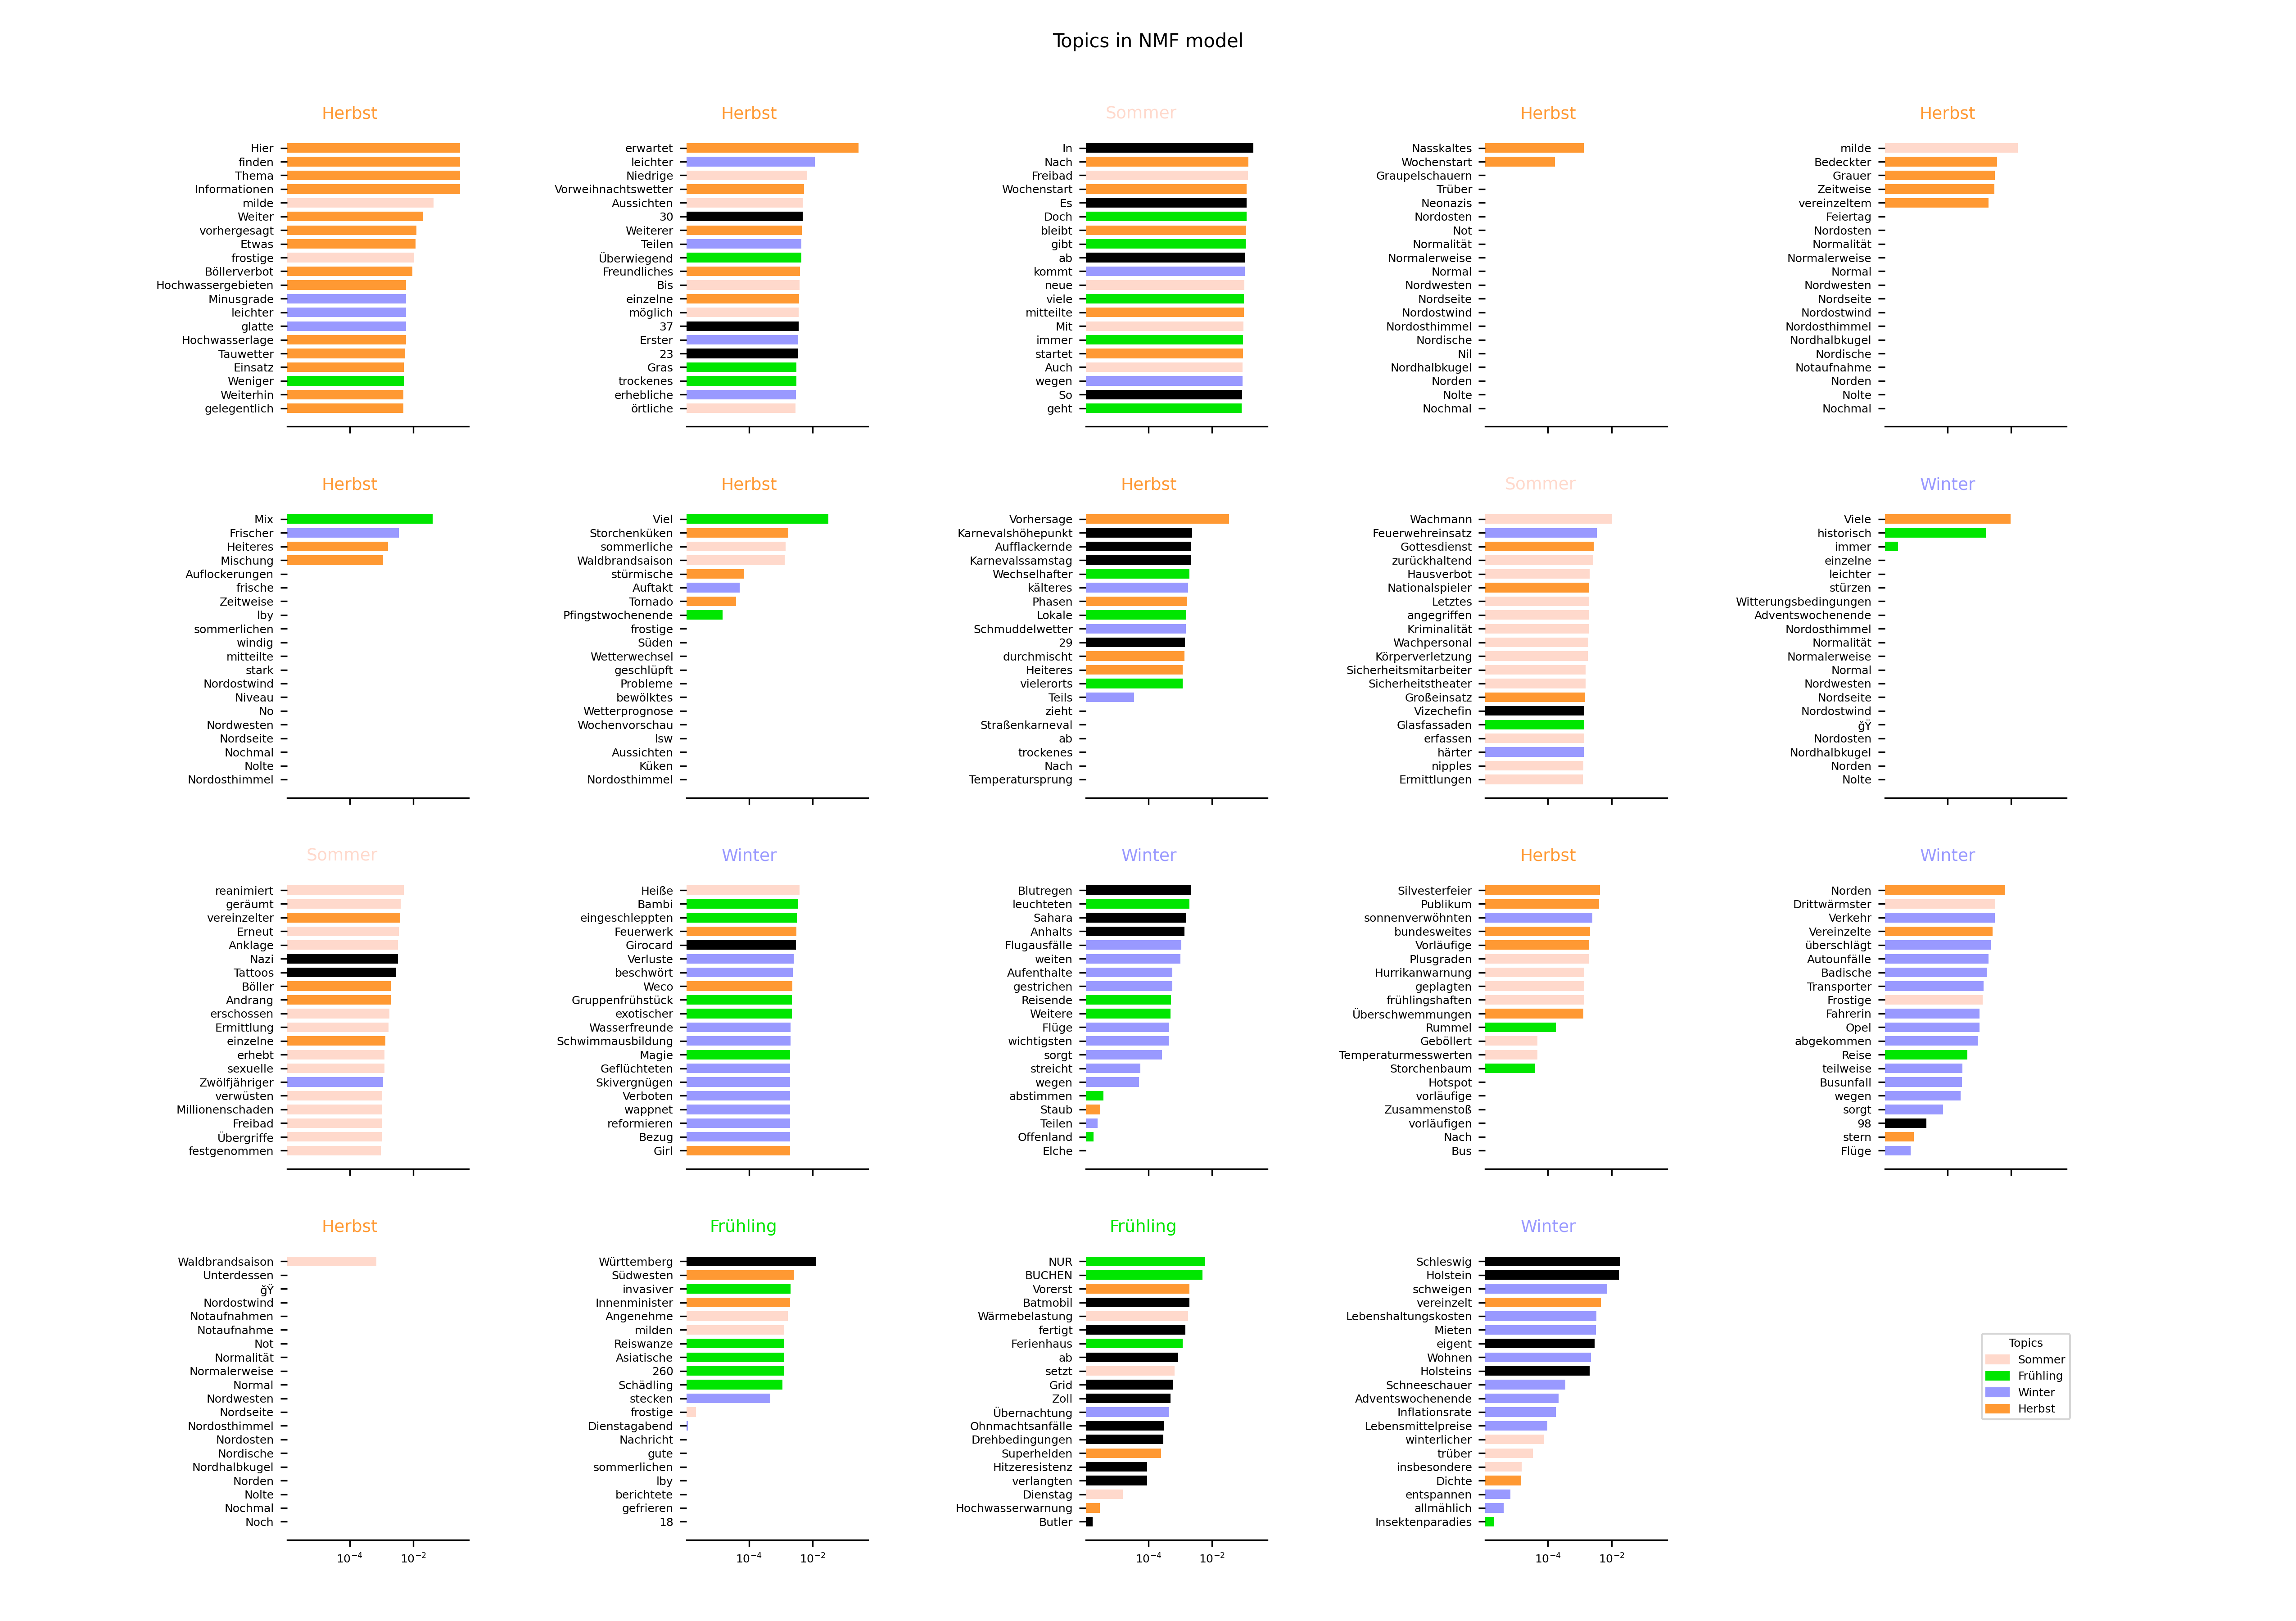 Topics in NMF model
Herbst
Hier
finden
Thema
Informationen
milde
Weiter
vorhergesagt
Etwas
frostige
Böllerverbot
Hochwassergebieten
Minusgrade
leichter
glatte
Hochwasserlage
Tauwetter
Einsatz
Weniger
Weiterhin
gelegentlich
Herbst
erwartet
leichter
Niedrige
Vorweihnachtswetter
Aussichten
30
Weiterer
Teilen
Überwiegend
Freundliches
Bis
einzelne
möglich
37
Erster
23
Gras
trockenes
erhebliche
örtliche
Sommer
In
Nach
Freibad
Wochenstart
Es
Doch
bleibt
gibt
ab
kommt
neue
viele
mitteilte
Mit
immer
startet
Auch
wegen
So
geht
Herbst
Nasskaltes
Wochenstart
Graupelschauern
Trüber
Neonazis
Nordosten
Not
Normalität
Normalerweise
Normal
Nordwesten
Nordseite
Nordostwind
Nordosthimmel
Nordische
Nil
Nordhalbkugel
Norden
Nolte
Nochmal
Herbst
milde
Bedeckter
Grauer
Zeitweise
vereinzeltem
Feiertag
Nordosten
Normalität
Normalerweise
Normal
Nordwesten
Nordseite
Nordostwind
Nordosthimmel
Nordhalbkugel
Nordische
Notaufnahme
Norden
Nolte
Nochmal
Herbst
Mix
Frischer
Heiteres
Mischung
Auflockerungen
frische
Zeitweise
lby
sommerlichen
windig
mitteilte
stark
Nordostwind
Niveau
No
Nordwesten
Nordseite
Nochmal
Nolte
Nordosthimmel
Herbst
Viel
Storchenküken
sommerliche
Waldbrandsaison
stürmische
Auftakt
Tornado
Pfingstwochenende
frostige
Süden
Wetterwechsel
geschlüpft
Probleme
bewölktes
Wetterprognose
Wochenvorschau
lsw
Aussichten
Küken
Nordosthimmel
Herbst
Vorhersage
Karnevalshöhepunkt
Aufflackernde
Karnevalssamstag
Wechselhafter
kälteres
Phasen
Lokale
Schmuddelwetter
29
durchmischt
Heiteres
vielerorts
Teils
zieht
Straßenkarneval
ab
trockenes
Nach
Temperatursprung
Sommer
Wachmann
Feuerwehreinsatz
Gottesdienst
zurückhaltend
Hausverbot
Nationalspieler
Letztes
angegriffen
Kriminalität
Wachpersonal
Körperverletzung
Sicherheitsmitarbeiter
Sicherheitstheater
Großeinsatz
Vizechefin
Glasfassaden
erfassen
härter
nipples
Ermittlungen
Winter
Viele
historisch
immer
einzelne
leichter
stürzen
Witterungsbedingungen
Adventswochenende
Nordosthimmel
Normalität
Normalerweise
Normal
Nordwesten
Nordseite
Nordostwind
ğŸ
Nordosten
Nordhalbkugel
Norden
Nolte
Sommer
reanimiert
geräumt
vereinzelter
Erneut
Anklage
Nazi
Tattoos
Böller
Andrang
erschossen
Ermittlung
einzelne
erhebt
sexuelle
Zwölfjähriger
verwüsten
Millionenschaden
Freibad
Übergriffe
festgenommen
Winter
Heiße
Bambi
eingeschleppten
Feuerwerk
Girocard
Verluste
beschwört
Weco
Gruppenfrühstück
exotischer
Wasserfreunde
Schwimmausbildung
Magie
Geflüchteten
Skivergnügen
Verboten
wappnet
reformieren
Bezug
Girl
Winter
Blutregen
leuchteten
Sahara
Anhalts
Flugausfälle
weiten
Aufenthalte
gestrichen
Reisende
Weitere
Flüge
wichtigsten
sorgt
streicht
wegen
abstimmen
Staub
Teilen
Offenland
Elche
Herbst
Silvesterfeier
Publikum
sonnenverwöhnten
bundesweites
Vorläufige
Plusgraden
Hurrikanwarnung
geplagten
frühlingshaften
Überschwemmungen
Rummel
Geböllert
Temperaturmesswerten
Storchenbaum
Hotspot
vorläufige
Zusammenstoß
vorläufigen
Nach
Bus
Winter
Norden
Drittwärmster
Verkehr
Vereinzelte
überschlägt
Autounfälle
Badische
Transporter
Frostige
Fahrerin
Opel
abgekommen
Reise
teilweise
Busunfall
wegen
sorgt
98
stern
Flüge
Herbst
Waldbrandsaison
Unterdessen
ğŸ
Nordostwind
Notaufnahmen
Notaufnahme
Not
Normalität
Normalerweise
Normal
Nordwesten
Nordseite
Nordosthimmel
Nordosten
Nordische
Nordhalbkugel
Norden
Nolte
Nochmal
Noch
10⁻⁴ 10⁻²
Frühling
Württemberg
Südwesten
invasiver
Innenminister
Angenehme
milden
Reiswanze
Asiatische
260
Schädling
stecken
frostige
Dienstagabend
Nachricht
gute
sommerlichen
lby
berichtete
gefrieren
18
10⁻⁴ 10⁻²
Frühling
NUR
BUCHEN
Vorerst
Batmobil
Wärmebelastung
fertigt
Ferienhaus
ab
setzt
Grid
Zoll
Übernachtung
Ohnmachtsanfälle
Drehbedingungen
Superhelden
Hitzeresistenz
verlangten
Dienstag
Hochwasserwarnung
Butler
10⁻⁴ 10⁻²
Winter
Schleswig
Holstein
schweigen
vereinzelt
Lebenshaltungskosten
Mieten
eigent
Wohnen
Holsteins
Schneeschauer
Adventswochenende
Inflationsrate
Lebensmittelpreise
winterlicher
trüber
insbesondere
Dichte
entspannen
allmählich
Insektenparadies
10⁻⁴ 10⁻²
Topics
Sommer
Frühling
Winter
Herbst